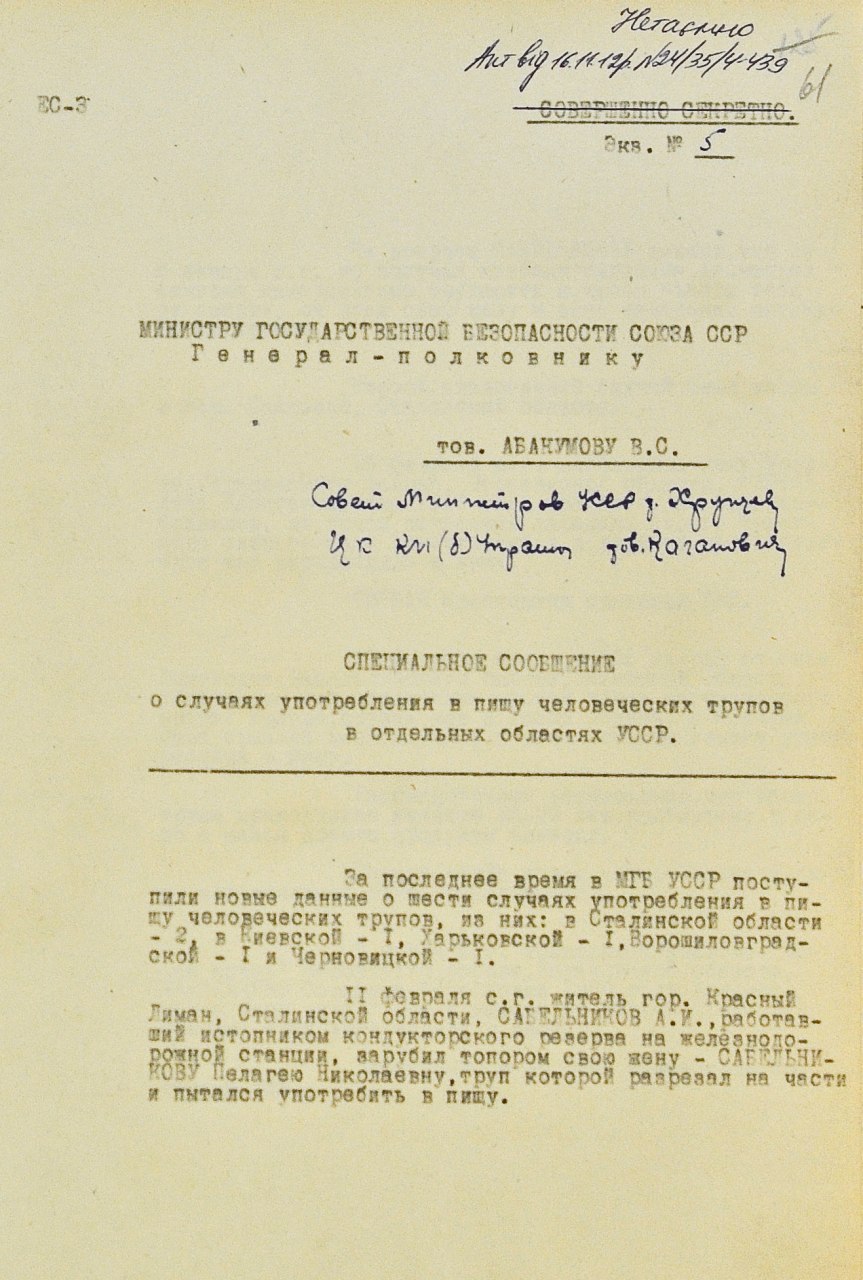 Нетаємно
Акт від 16.11.12р. №24/35/4-439
61
ЕС-3
СОВЕРШЕННО СЕКРЕТНО.
Экв. № 5
МИНИСТРУ ГОСУДАРСТВЕННОЙ БЕЗОПАСНОСТИ СОЮЗА ССР
Генерал-полковнику
тов. АБАКУМОВУ В.С.
Совет Министров УССР т. Хрущев
ЦК КП(б)Украины тов. Каганович
СПЕЦИАЛЬНОЕ СООБЩЕНИЕ
о случаях употребления в пищу человеческих трупов
в отдельных областях УССР.
За последнее время в МГБ УССР посту-
пили новые данные о шести случаях употребления в пи-
щу человеческих трупов, из них: в Сталинской области
- 2, в Киевской - I, Харьковской - I,Ворошиловград-
ской - I и Черновицкой - I.
II февраля с.г. житель гор. Красный
Лиман, Сталинской области, САБЕЛЬНИКОВ А.И.,работав-
ший истопником кондукторского резерва на железнодо-
рожной станции, зарубил топором свою жену - САБЕЛЬНИ-
КОВУ Пелагею Николаевну,труп которой разрезал на части
и пытался употребить в пищу.